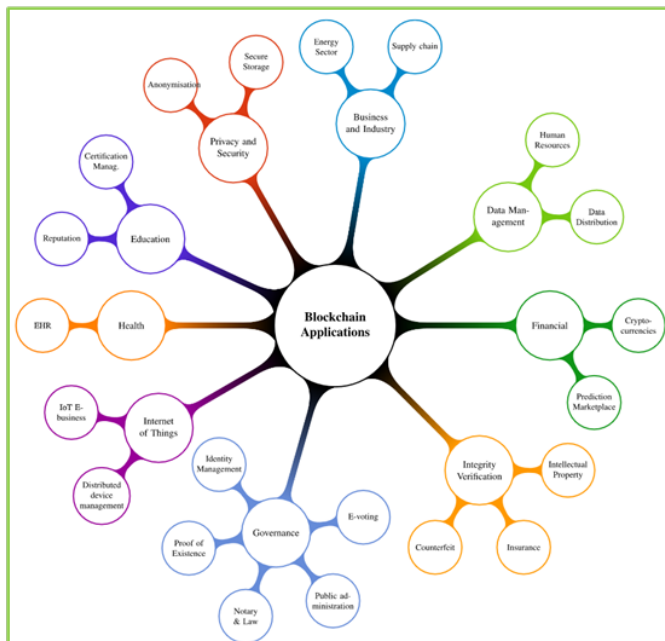 Energy
Sector
Supply chain
Secure
Storage
Anonymisation
Business
and Industry
Privacy and
Security
Human
Resources
Certification
Manag.
Data Man-
agement
Data
Distribution
Reputation
Education
EHR
Health
Blockchain
Applications
Financial
Crypto-
currencies
Prediction
Marketplace
IoT E-
business
Internet
of Things
Distributed
device
management
Identity
Management
Integrity
Verification
Intellectual
Property
E-voting
Governance
Proof of
Existence
Counterfeit
Insurance
Public ad-
ministration
Notary
& Law